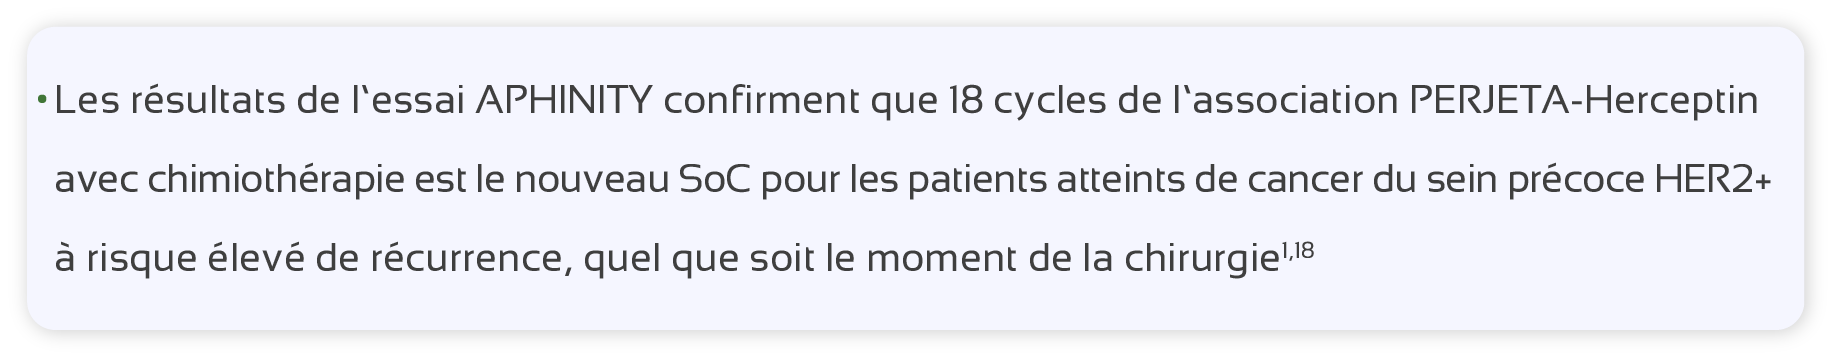 • Les résultats de l‘essai APHINITY confirment que 18 cycles de l‘association PERJETA-Herceptin
avec chimiothérapie est le nouveau SoC pour les patients atteints de cancer du sein précoce HER2+
à risque élevé de récurrence, quel que soit le moment de la chirurgie1,18